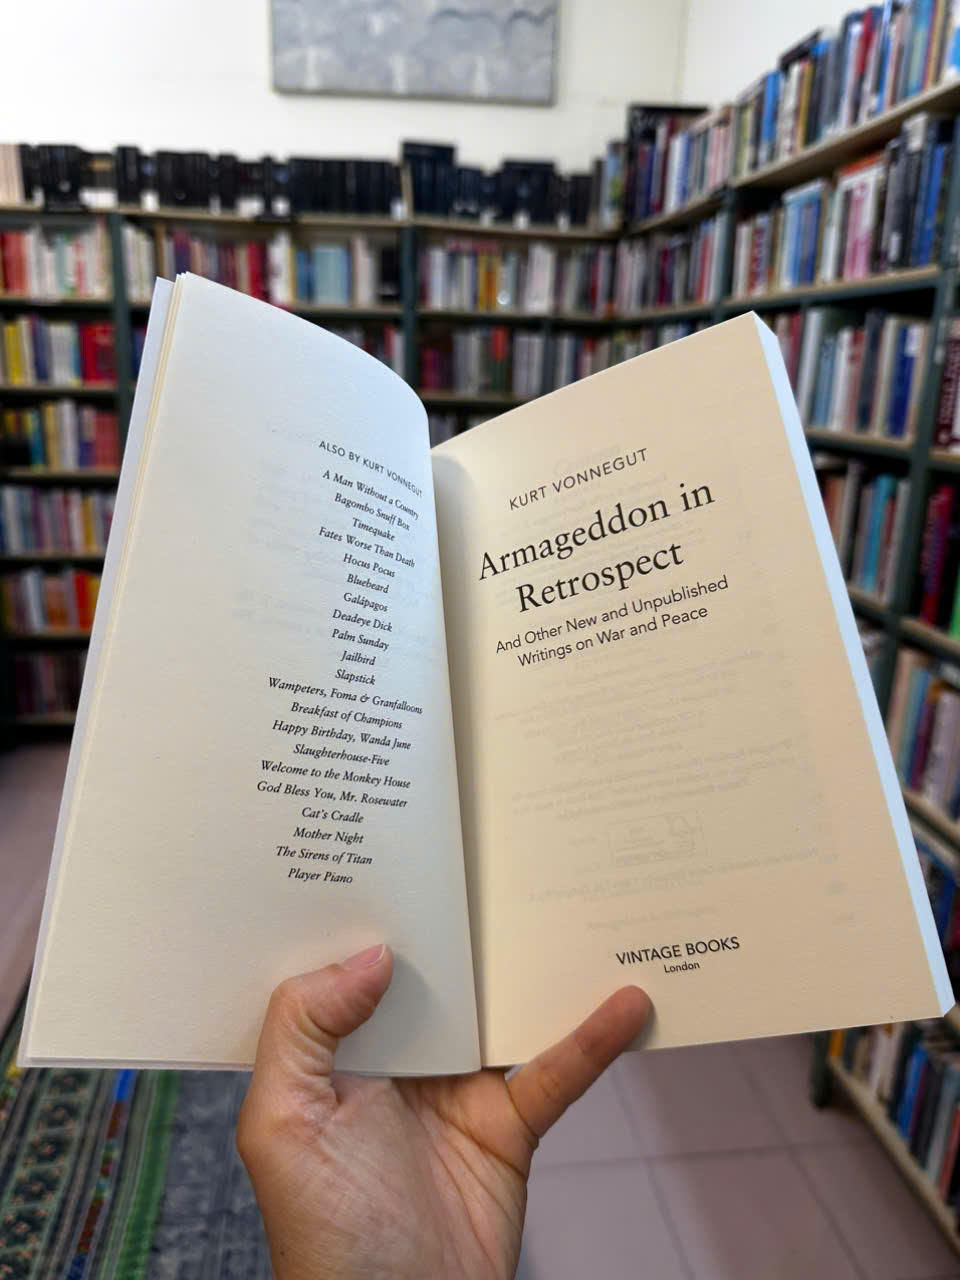 ALSO BY KURT VONNEGUT
A Man Without a Country
Bagombo Snuff Box
Timequake
Fates Worse Than Death
Hocus Pocus
Bluebeard
Galápagos
Deadeye Dick
Palm Sunday
Jailbird
Slapstick
Wampeters, Foma & Granfalloons
Breakfast of Champions
Happy Birthday, Wanda June
Slaughterhouse-Five
Welcome to the Monkey House
God Bless You, Mr. Rosewater
Cat's Cradle
Mother Night
The Sirens of Titan
Player Piano
KURT VONNEGUT
Armageddon in
Retrospect
And Other New and Unpublished
Writings on War and Peace
VINTAGE BOOKS
London